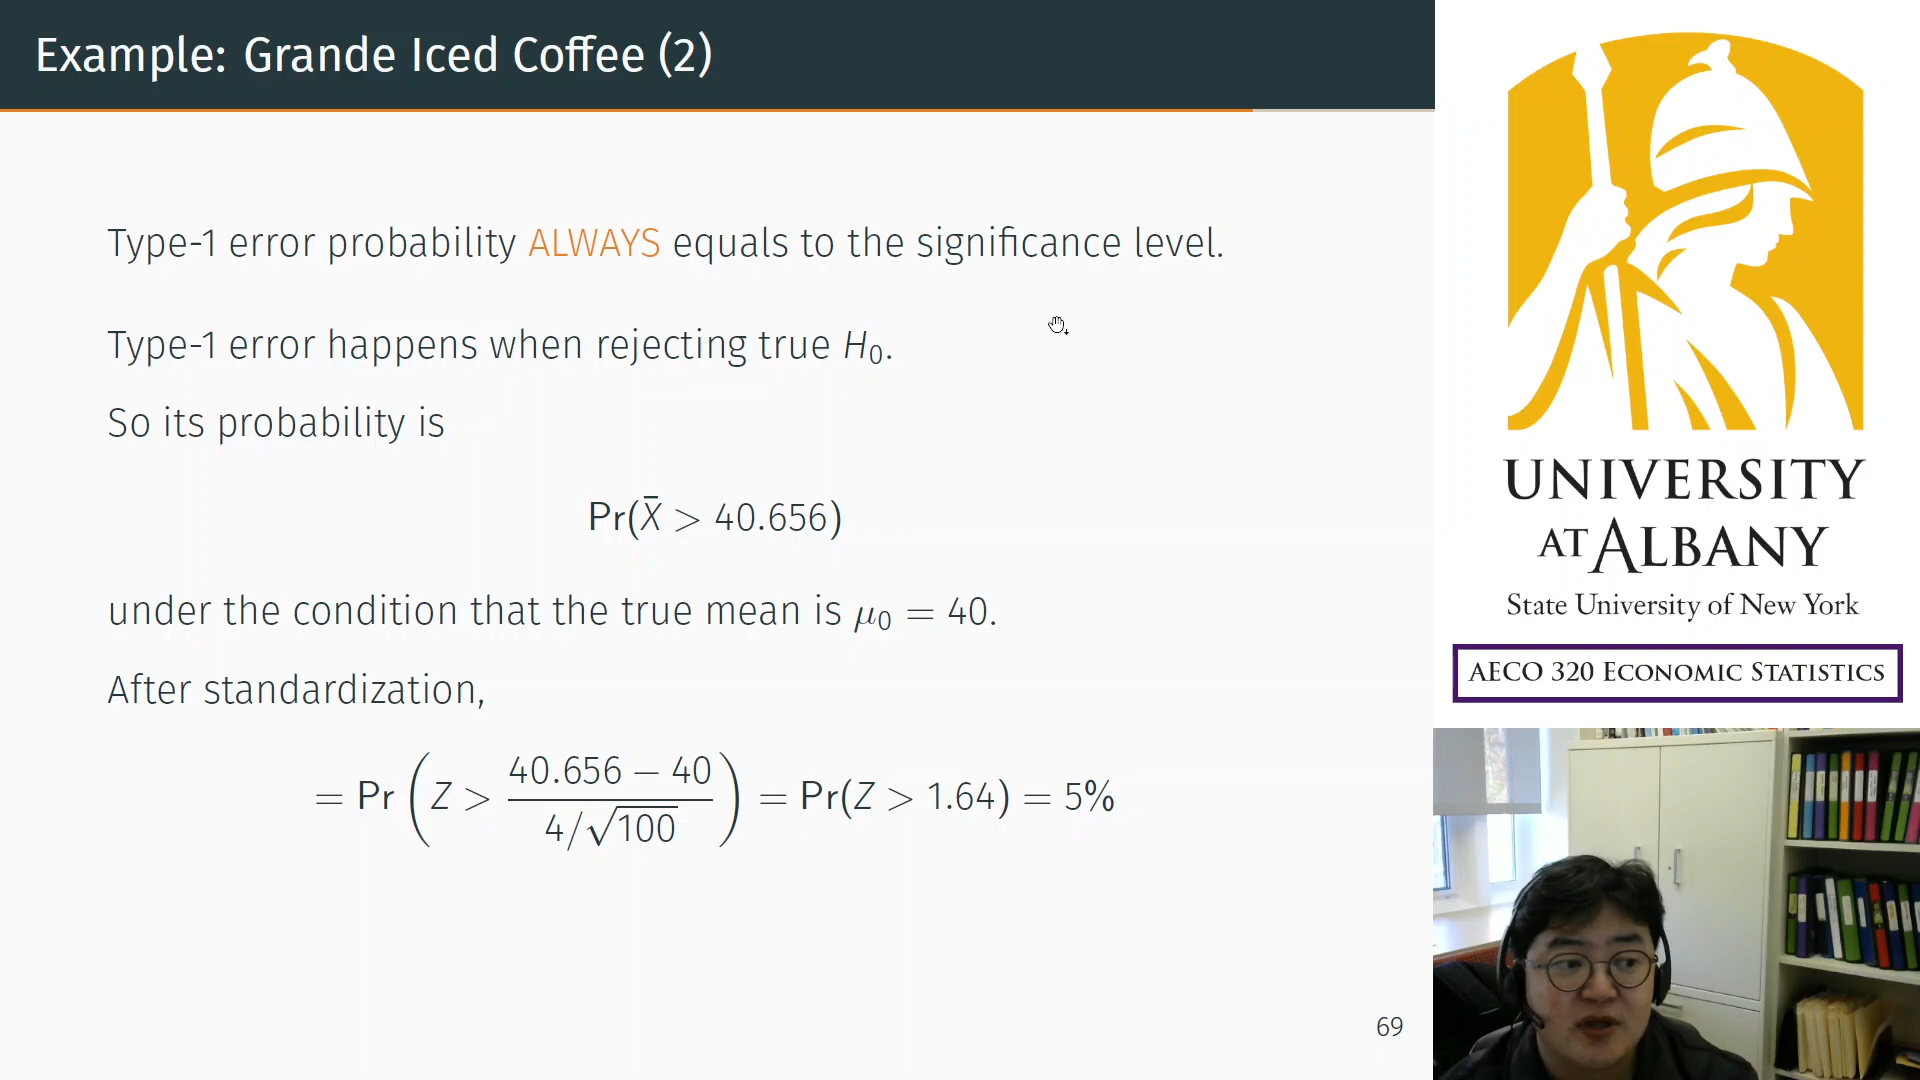 Example: Grande Iced Coffee (2)
Type-1 error probability ALWAYS equals to the significance level.
Type-1 error happens when rejecting true H₀.
So its probability is
Pr(X̄ > 40.656)
under the condition that the true mean is μ₀ = 40.
After standardization,
= Pr(Z > (40.656 − 40)/(4/√100)) = Pr(Z > 1.64) = 5%
69
UNIVERSITY
AT ALBANY
State University of New York
AECO 320 ECONOMIC STATISTICS